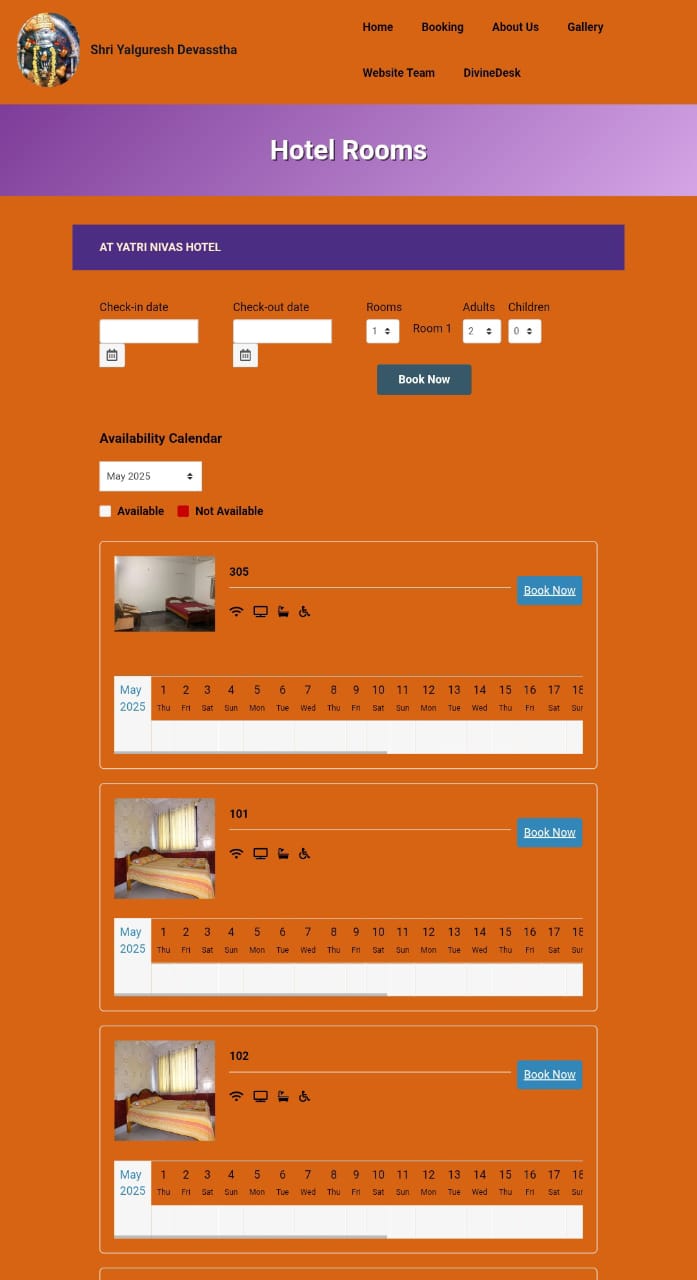 Shri Yalguresh Devasstha
Home Booking About Us Gallery
Website Team DivineDesk
Hotel Rooms
AT YATRI NIVAS HOTEL
Check-in date Check-out date Rooms Adults Children
1 Room 1 2 0
Book Now
Availability Calendar
May 2025
Available Not Available
305
Book Now
May 1 2 3 4 5 6 7 8 9 10 11 12 13 14 15 16 17 18
2025 Thu Fri Sat Sun Mon Tue Wed Thu Fri Sat Sun Mon Tue Wed Thu Fri Sat Sun
101
Book Now
May 1 2 3 4 5 6 7 8 9 10 11 12 13 14 15 16 17 18
2025 Thu Fri Sat Sun Mon Tue Wed Thu Fri Sat Sun Mon Tue Wed Thu Fri Sat Sun
102
Book Now
May 1 2 3 4 5 6 7 8 9 10 11 12 13 14 15 16 17 18
2025 Thu Fri Sat Sun Mon Tue Wed Thu Fri Sat Sun Mon Tue Wed Thu Fri Sat Sun